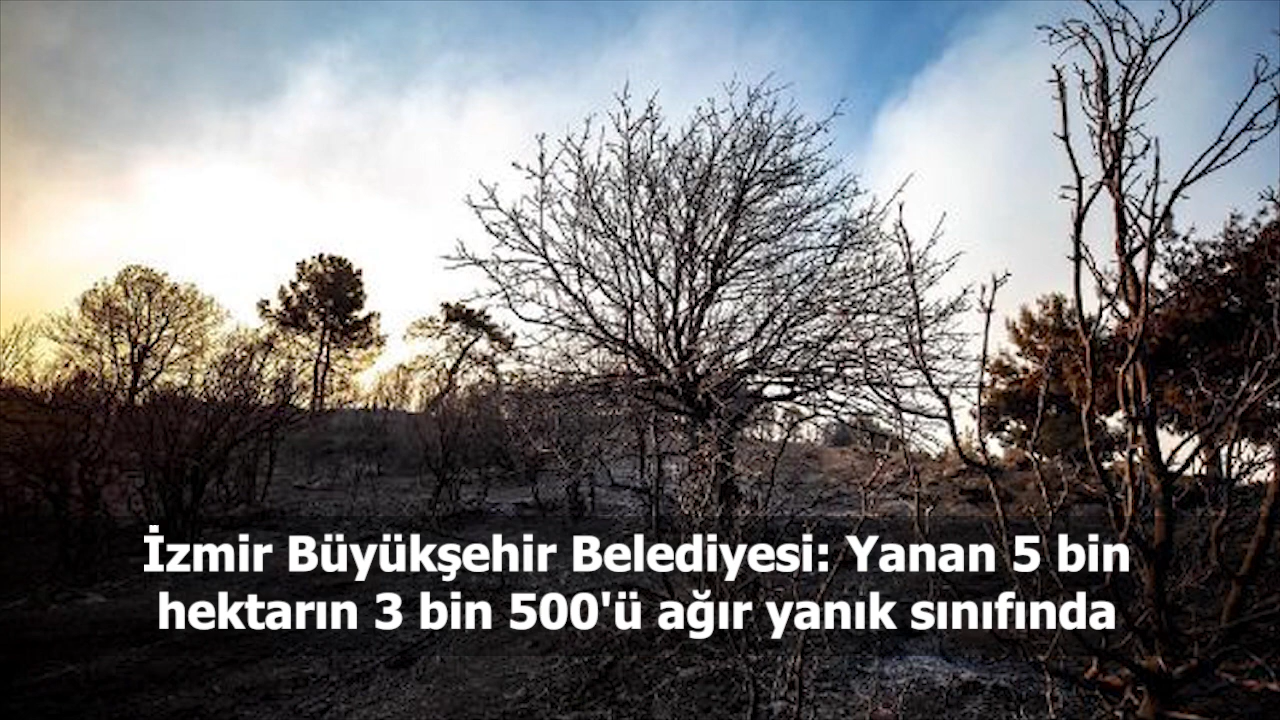 İzmir Büyükşehir Belediyesi: Yanan 5 bin
hektarın 3 bin 500'ü ağır yanık sınıfında